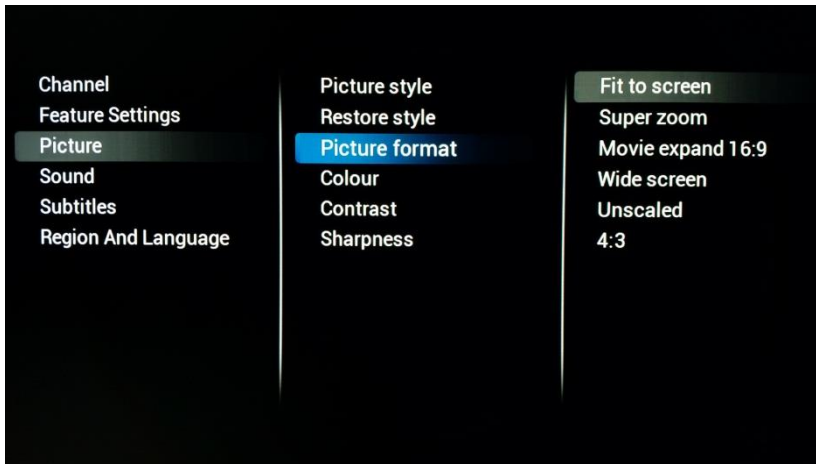 Channel
Feature Settings
Picture
Sound
Subtitles
Region And Language
Picture style
Restore style
Picture format
Colour
Contrast
Sharpness
Fit to screen
Super zoom
Movie expand 16:9
Wide screen
Unscaled
4:3